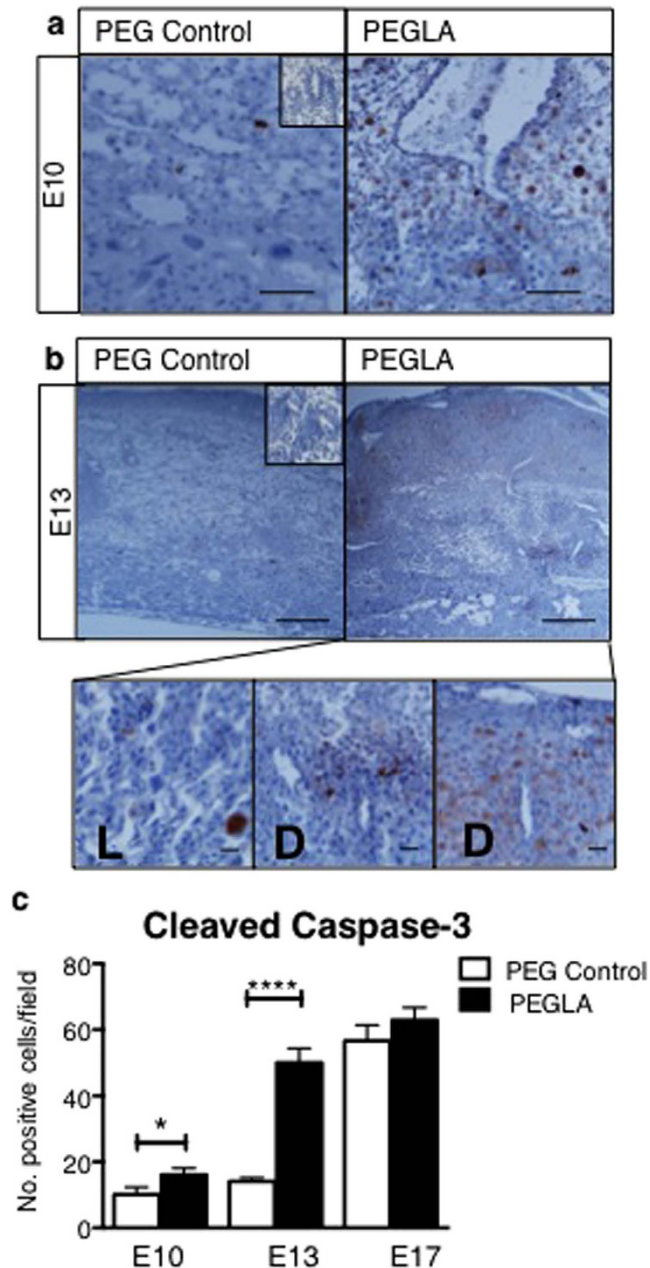 a
PEG Control
PEGLA
E10
b
PEG Control
PEGLA
E13
L
D
D
c
Cleaved Caspase-3
No. positive cells/field
80
60
40
20
0
*
****
PEG Control
PEGLA
E10
E13
E17